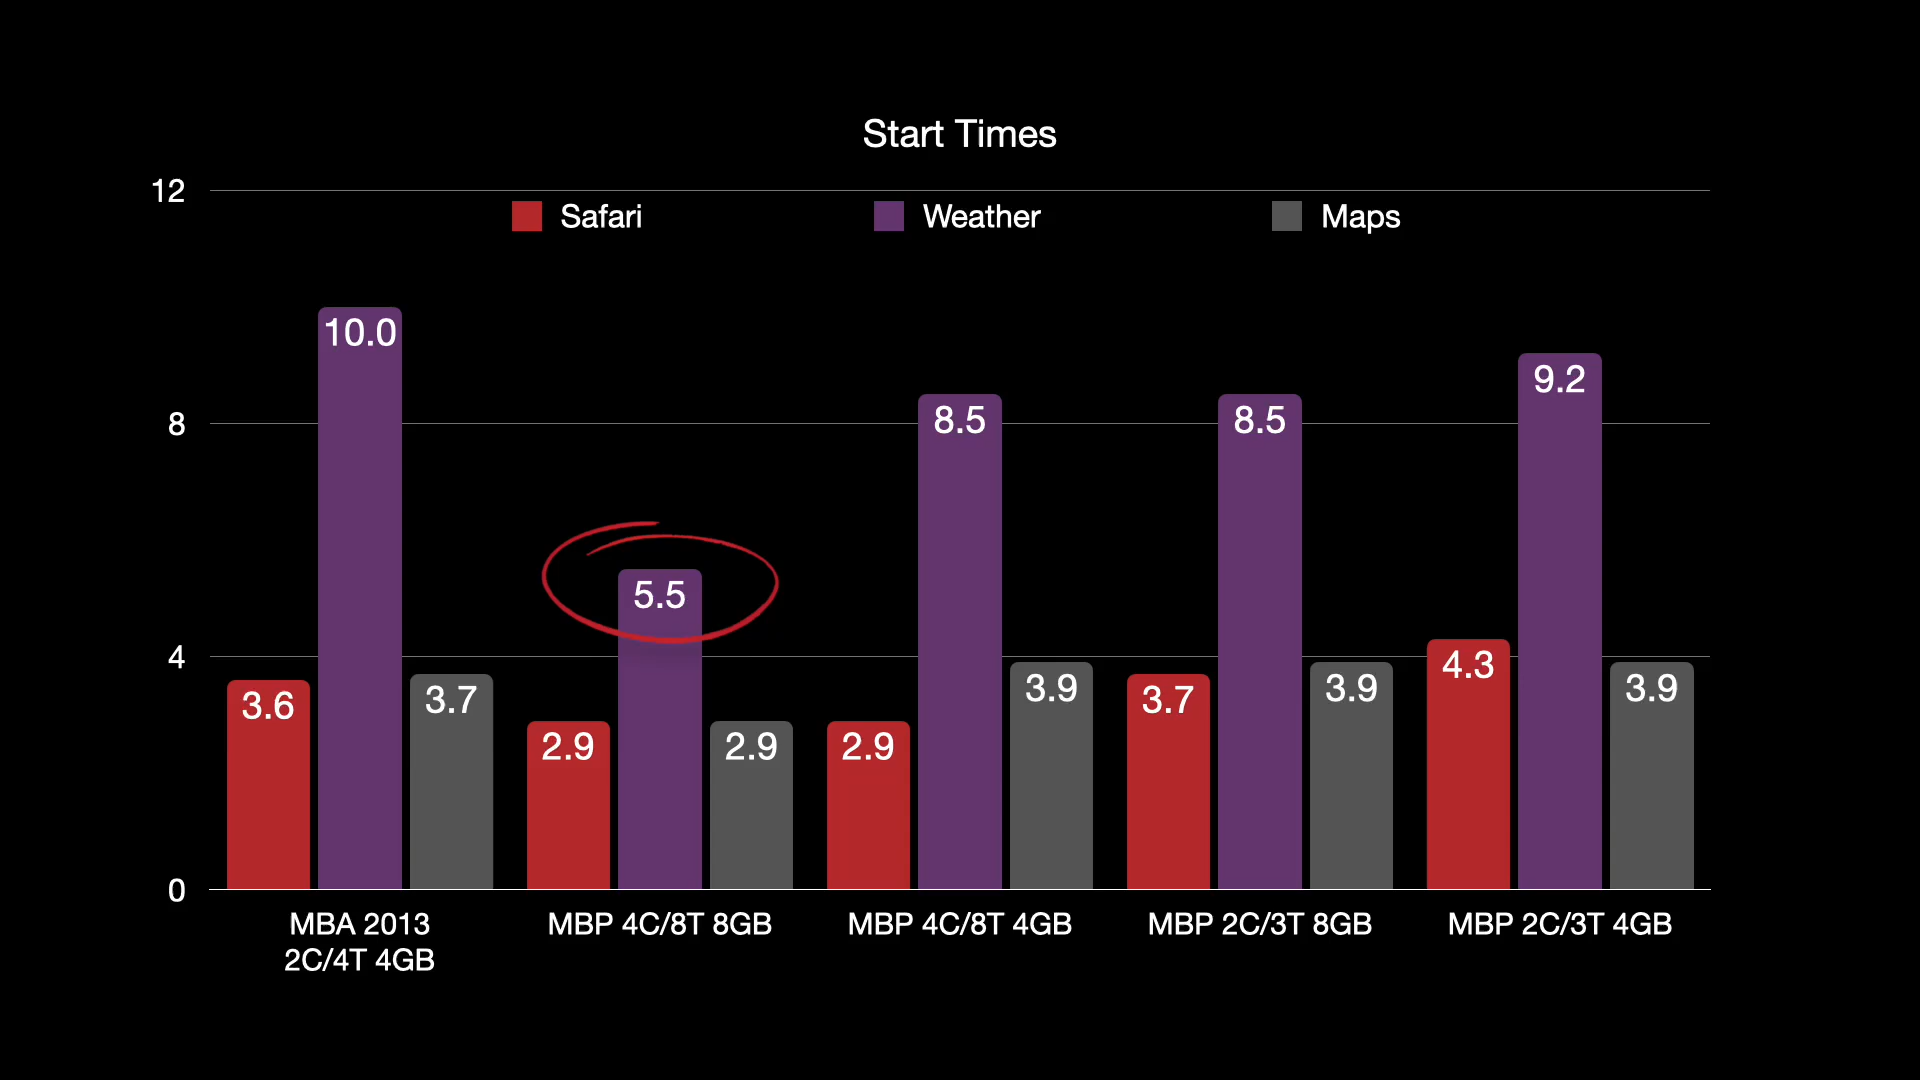 Start Times
12
Safari
Weather
Maps
10.0
9.2
8
8.5
8.5
5.5
4
3.6
3.7
2.9
2.9
2.9
3.9
3.7
3.9
4.3
3.9
0
MBA 2013
2C/4T 4GB
MBP 4C/8T 8GB
MBP 4C/8T 4GB
MBP 2C/3T 8GB
MBP 2C/3T 4GB